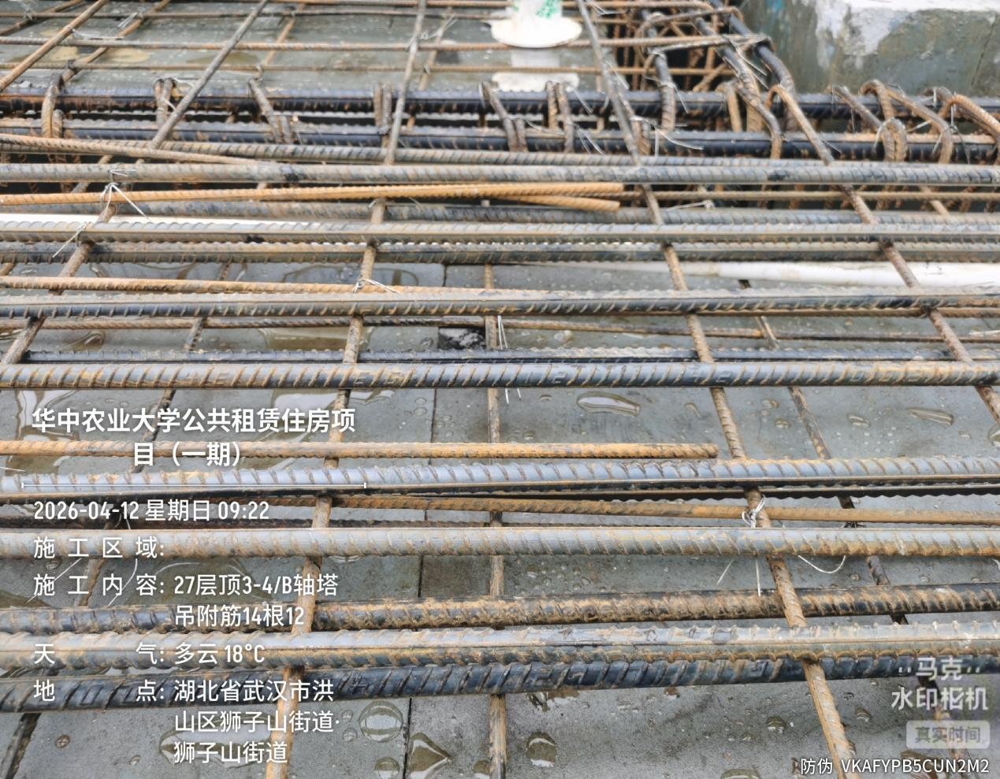 华中农业大学公共租赁住房项
目（一期）
2026-04-12 星期日 09:22
施工区域:
施工内容: 27层顶3-4/B轴塔
吊附筋14根12
天气: 多云 18°C
地点: 湖北省武汉市洪
山区狮子山街道·
狮子山街道
马克
水印相机
真实时间
防伪 VKAFYPB5CUN2M2